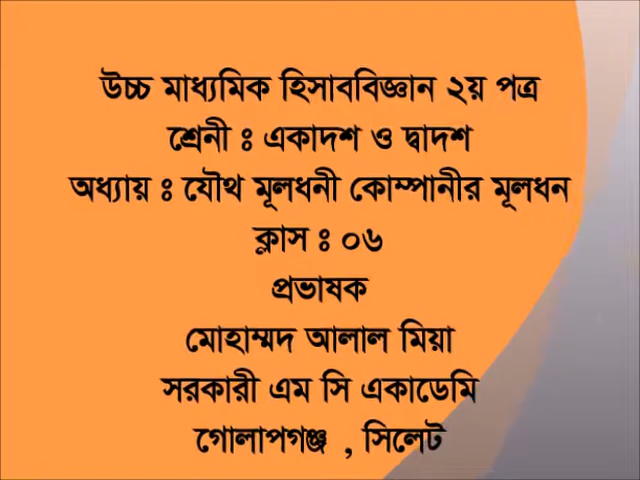 উচ্চ মাধ্যমিক হিসাববিজ্ঞান ২য় পত্র
শ্রেনী ঃ একাদশ ও দ্বাদশ
অধ্যায় ঃ যৌথ মূলধনী কোম্পানীর মূলধন
ক্লাস ঃ ০৬
প্রভাষক
মোহাম্মদ আলাল মিয়া
সরকারী এম সি একাডেমি
গোলাপগঞ্জ , সিলেট